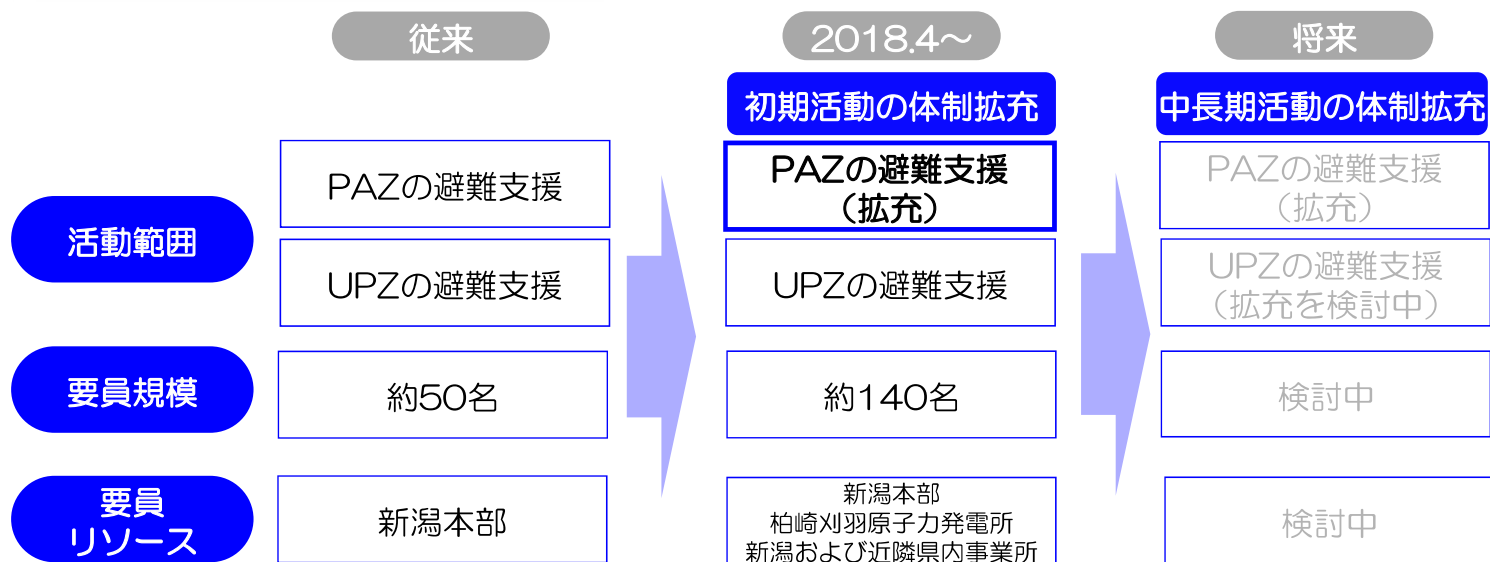 従来
2018.4～
将来
初期活動の体制拡充
中長期活動の体制拡充
活動範囲
PAZの避難支援
PAZの避難支援
（拡充）
PAZの避難支援
（拡充）
UPZの避難支援
UPZの避難支援
UPZの避難支援
（拡充を検討中）
要員規模
約50名
約140名
検討中
要員
リソース
新潟本部
新潟本部
柏崎刈羽原子力発電所
新潟および近隣県内事業所
検討中